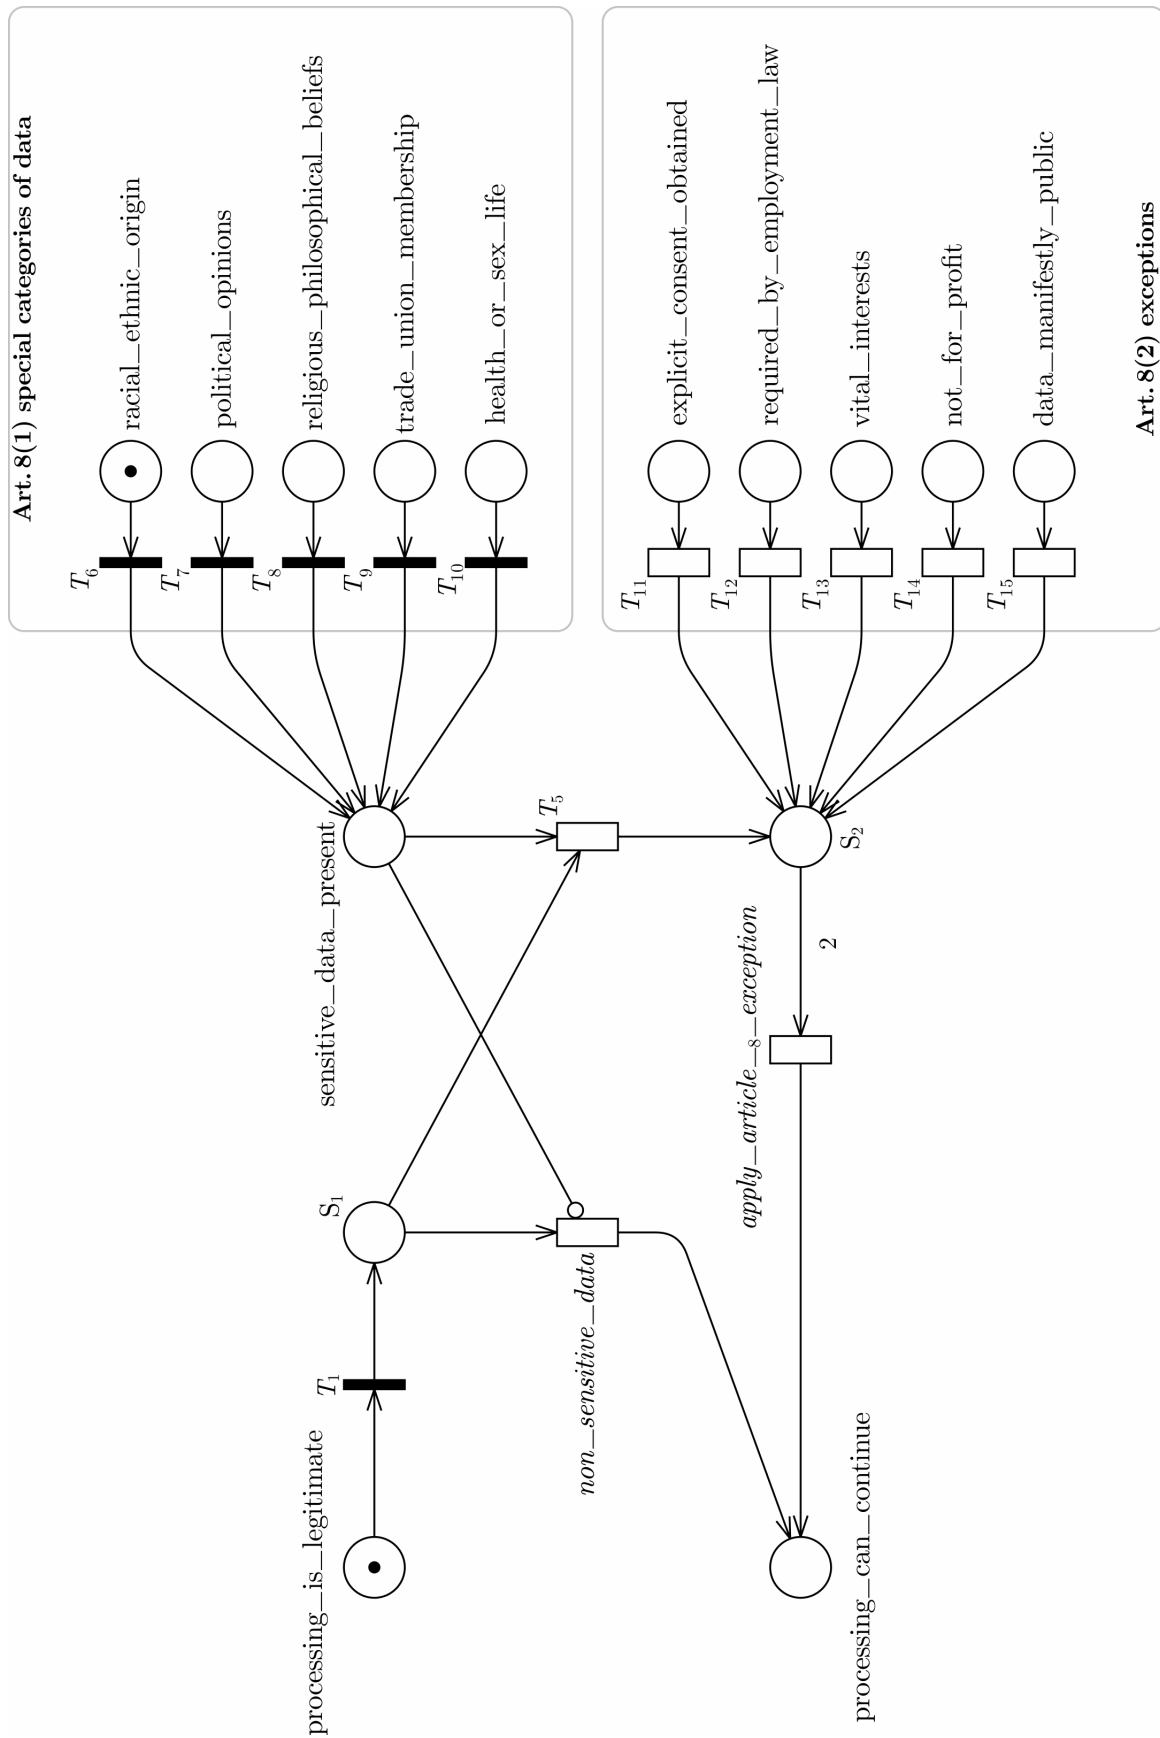 Art. 8(1) special categories of data
T6
racial_ethnic_origin
T7
political_opinions
T8
religious_philosophical_beliefs
T9
trade_union_membership
T10
health_or_sex_life
processing_is_legitimate
T1
S1
sensitive_data_present
T5
non_sensitive_data
T11
explicit_consent_obtained
T12
required_by_employment_law
T13
vital_interests
T14
not_for_profit
T15
data_manifestly_public
Art. 8(2) exceptions
apply_article_8_exception
2
S2
processing_can_continue